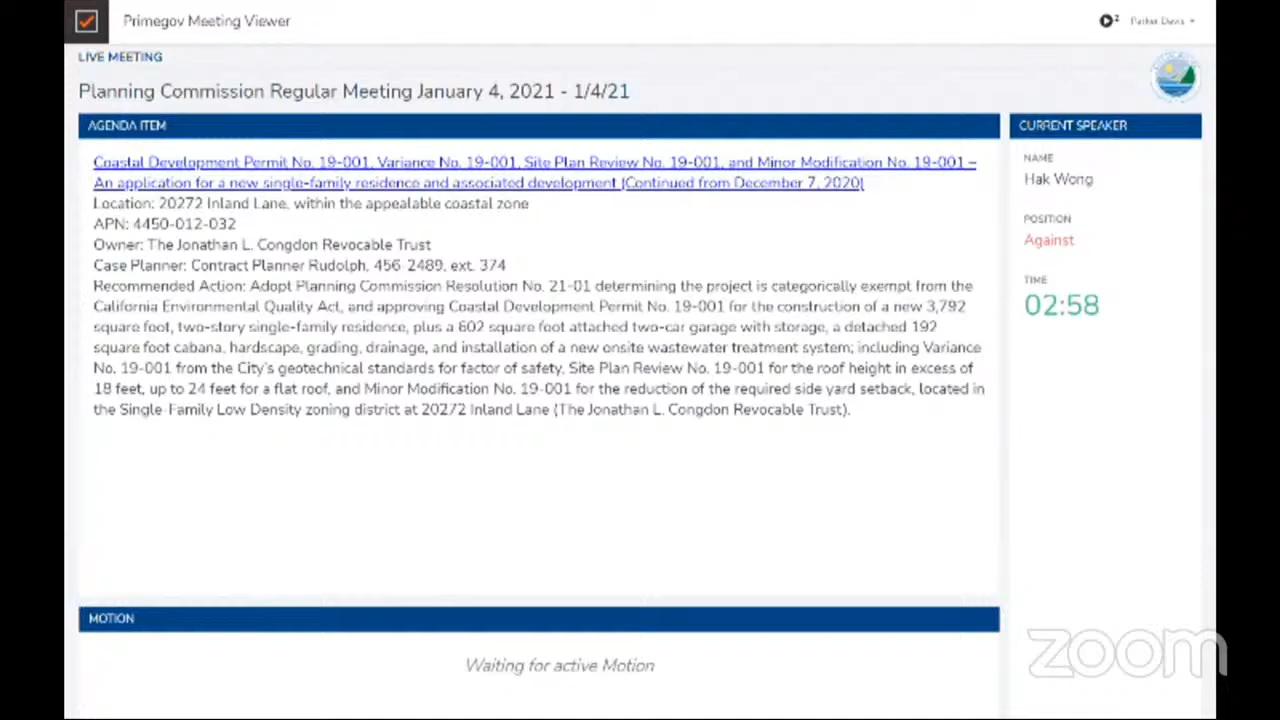 Primegov Meeting Viewer
LIVE MEETING
Planning Commission Regular Meeting January 4, 2021 - 1/4/21
AGENDA ITEM
Coastal Development Permit No. 19-001, Variance No. 19-001, Site Plan Review No. 19-001, and Minor Modification No. 19-001 –
An application for a new single-family residence and associated development (Continued from December 7, 2020)
Location: 20272 Inland Lane, within the appealable coastal zone
APN: 4450-012-032
Owner: The Jonathan L. Congdon Revocable Trust
Case Planner: Contract Planner Rudolph, 456-2489, ext. 374
Recommended Action: Adopt Planning Commission Resolution No. 21-01 determining the project is categorically exempt from the
California Environmental Quality Act, and approving Coastal Development Permit No. 19-001 for the construction of a new 3,792
square foot, two-story single-family residence, plus a 602 square foot attached two-car garage with storage, a detached 192
square foot cabana, hardscape, grading, drainage, and installation of a new onsite wastewater treatment system; including Variance
No. 19-001 from the City's geotechnical standards for factor of safety, Site Plan Review No. 19-001 for the roof height in excess of
18 feet, up to 24 feet for a flat roof, and Minor Modification No. 19-001 for the reduction of the required side yard setback, located in
the Single-Family Low Density zoning district at 20272 Inland Lane (The Jonathan L. Congdon Revocable Trust).
CURRENT SPEAKER
NAME
Hak Wong
POSITION
Against
TIME
02:58
MOTION
Waiting for active Motion
zoom